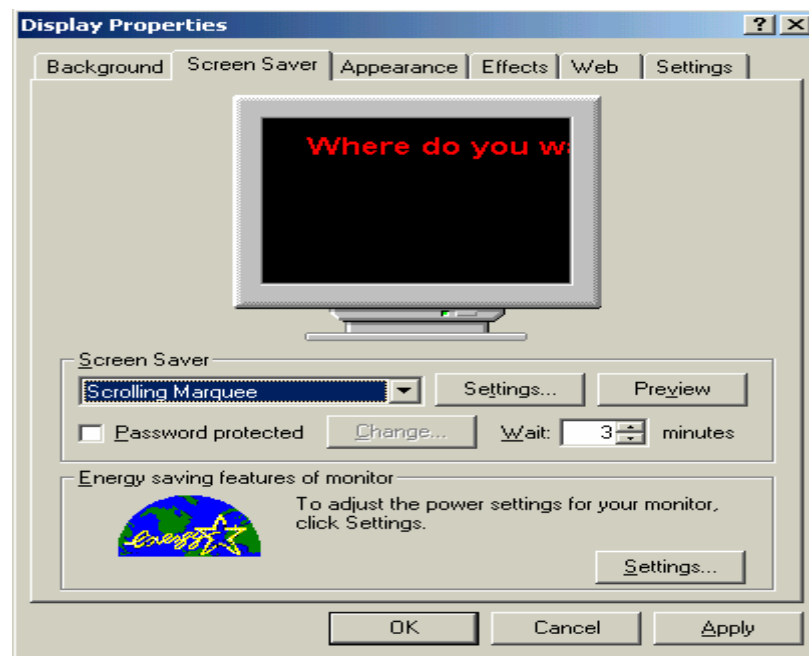 Display Properties
Background Screen Saver Appearance Effects Web Settings
Where do you wa
Screen Saver
Scrolling Marquee Settings... Preview
Password protected Change... Wait: 3 minutes
Energy saving features of monitor
energy To adjust the power settings for your monitor,
click Settings.
Settings...
OK Cancel Apply